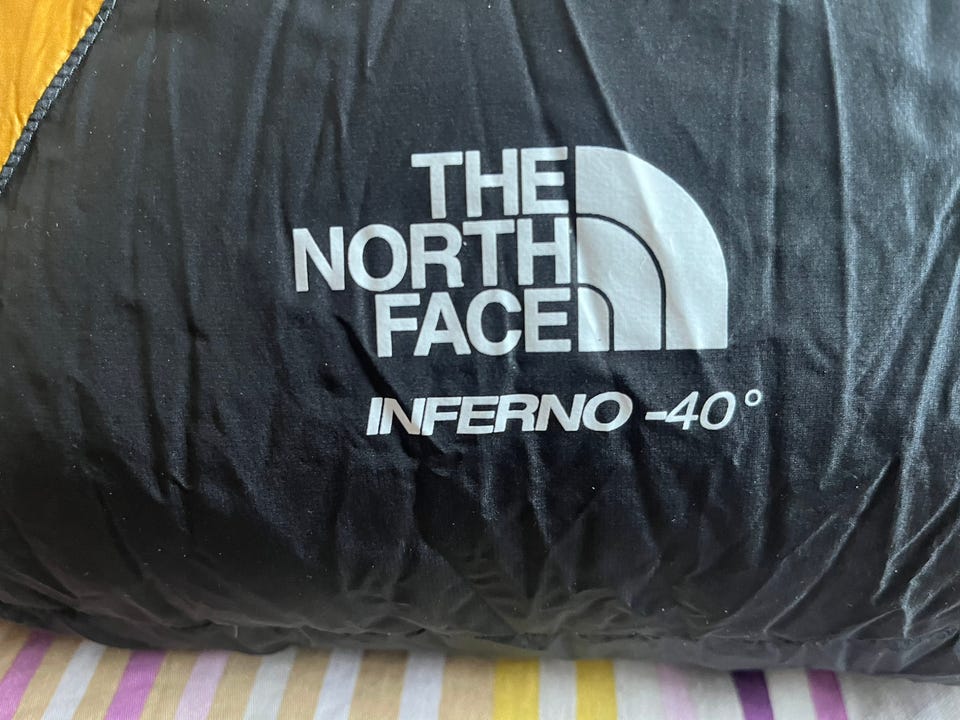 THE
NORTH
FACE
INFERNO -40°